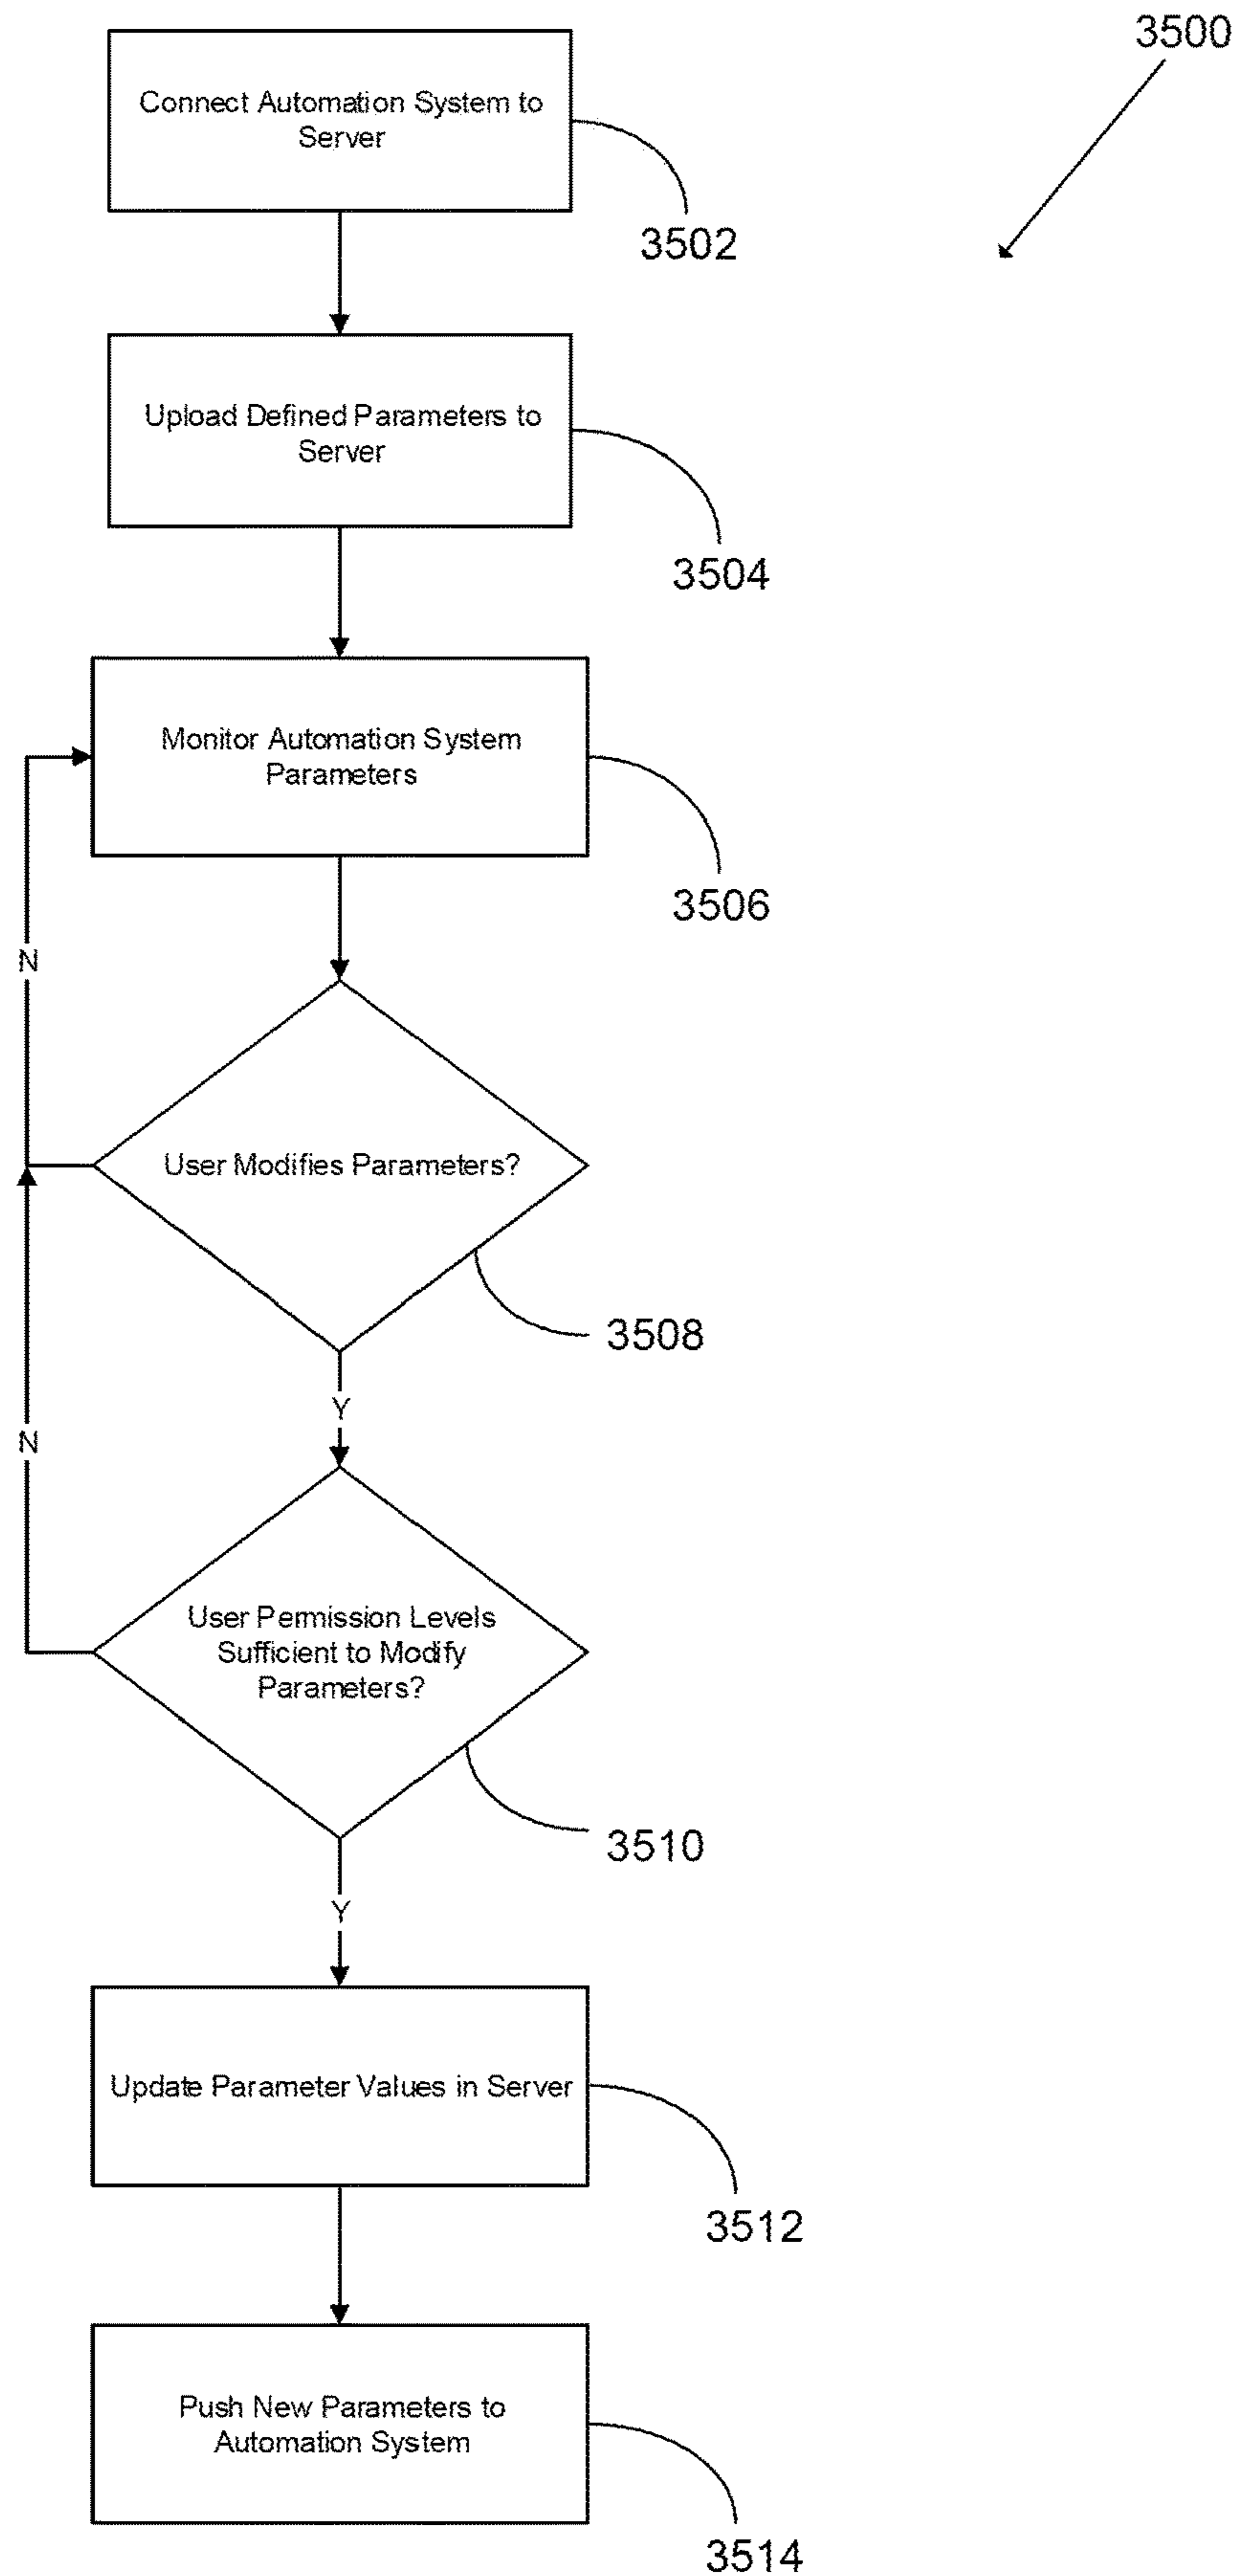 3500
Connect Automation System to
Server
3502
Upload Defined Parameters to
Server
3504
Monitor Automation System
Parameters
3506
N
User Modifies Parameters?
3508
Y
N
User Permission Levels
Sufficient to Modify
Parameters?
3510
Y
Update Parameter Values in Server
3512
Push New Parameters to
Automation System
3514